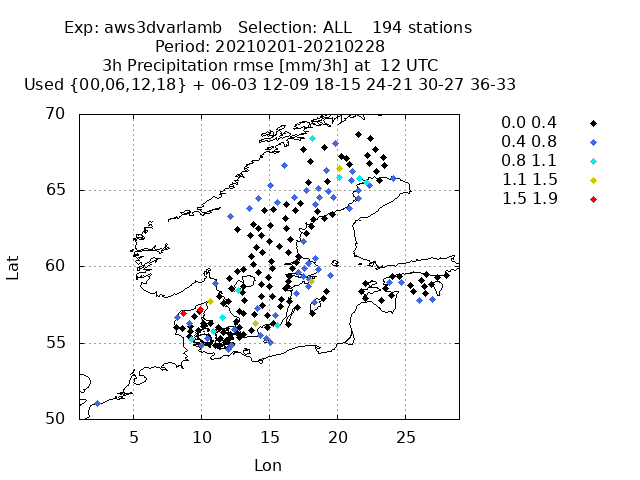 Exp: aws3dvarlamb   Selection: ALL    194 stations
Period: 20210201-20210228
3h Precipitation rmse [mm/3h] at  12 UTC
Used {00,06,12,18} + 06-03 12-09 18-15 24-21 30-27 36-33
0.0 0.4
0.4 0.8
0.8 1.1
1.1 1.5
1.5 1.9
70
65
60
55
50
Lat
5 10 15 20 25
Lon